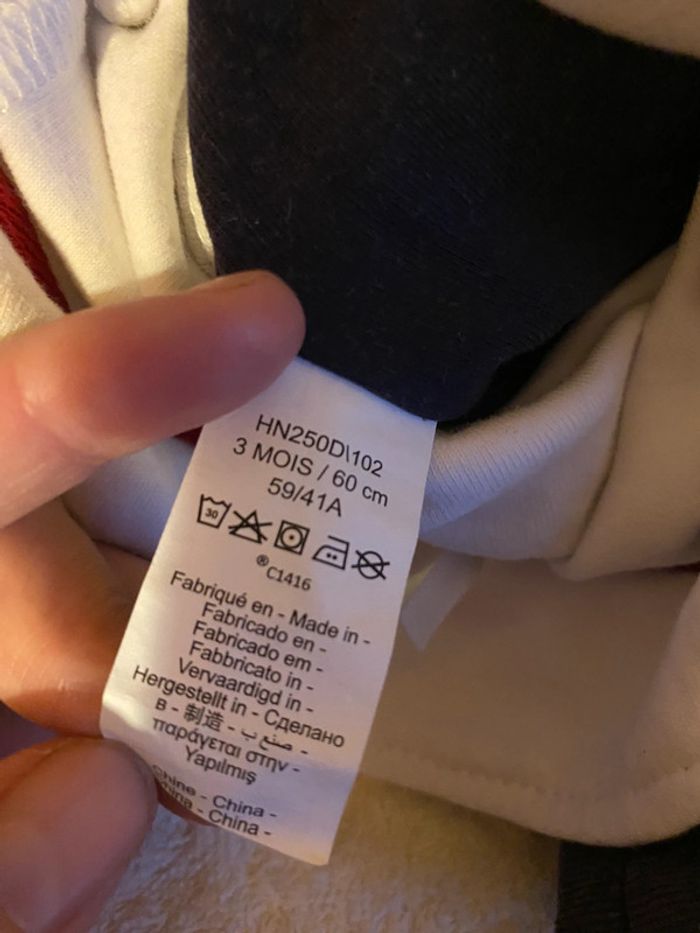 HN250D\102
3 MOIS / 60 cm
59/41A
30
®C1416
Fabriqué en - Made in -
Fabricado en -
Fabricado em -
Fabbricato in -
Vervaardigd in -
Hergestellt in - Сделано
в - 制造 - صنع ب -
παράγεται στην -
Yapılmış
Chine - China -
China - China -